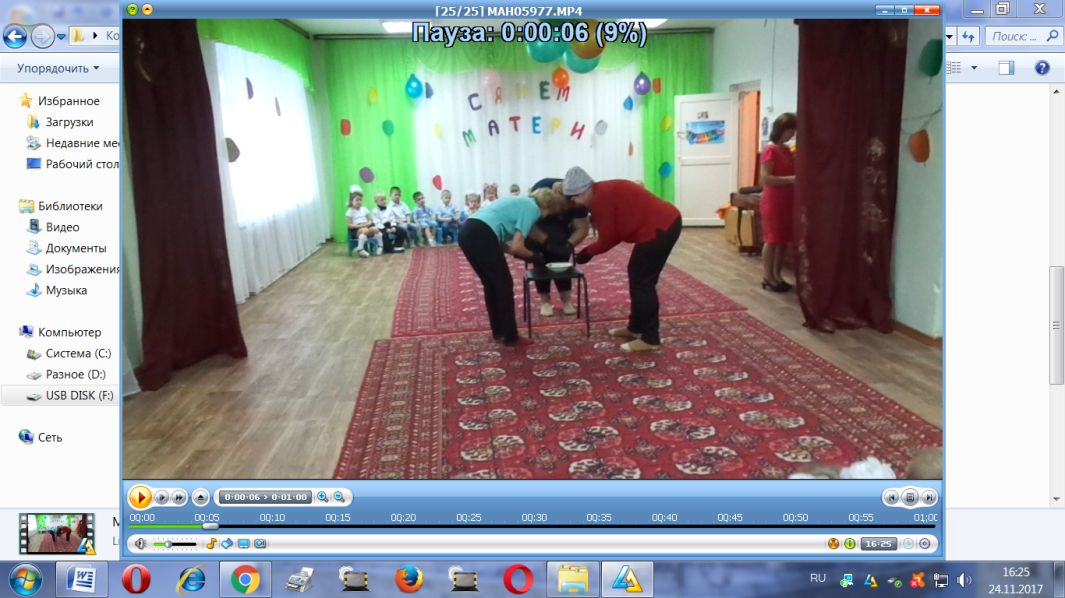 [25/25] MAH05977.MP4
Пауза: 0:00:06 (9%)
Поиск: ...
Упорядочить
Избранное
Загрузки
Недавние мес
Рабочий стол
Библиотеки
Видео
Документы
Изображения
Музыка
Компьютер
Система (C:)
Разное (D:)
USB DISK (F:)
Сеть
С ДНЕМ
МАТЕРИ
0:00:06 > 0:01:00
00:00 00:05 00:10 00:15 00:20 00:25 00:30 00:35 00:40 00:45 00:50 00:55 01:00
16:25
RU
16:25
24.11.2017